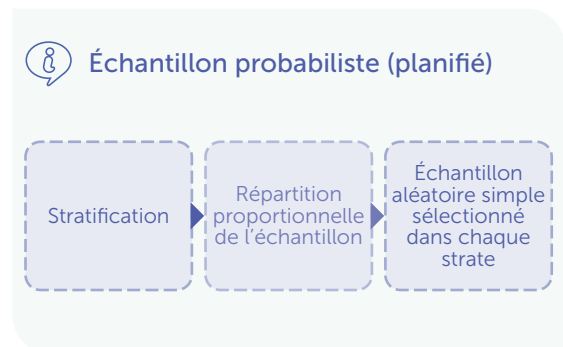 Échantillon probabiliste (planifié)
Stratification
Répartition
proportionnelle
de l'échantillon
Échantillon
aléatoire simple
sélectionné
dans chaque
strate